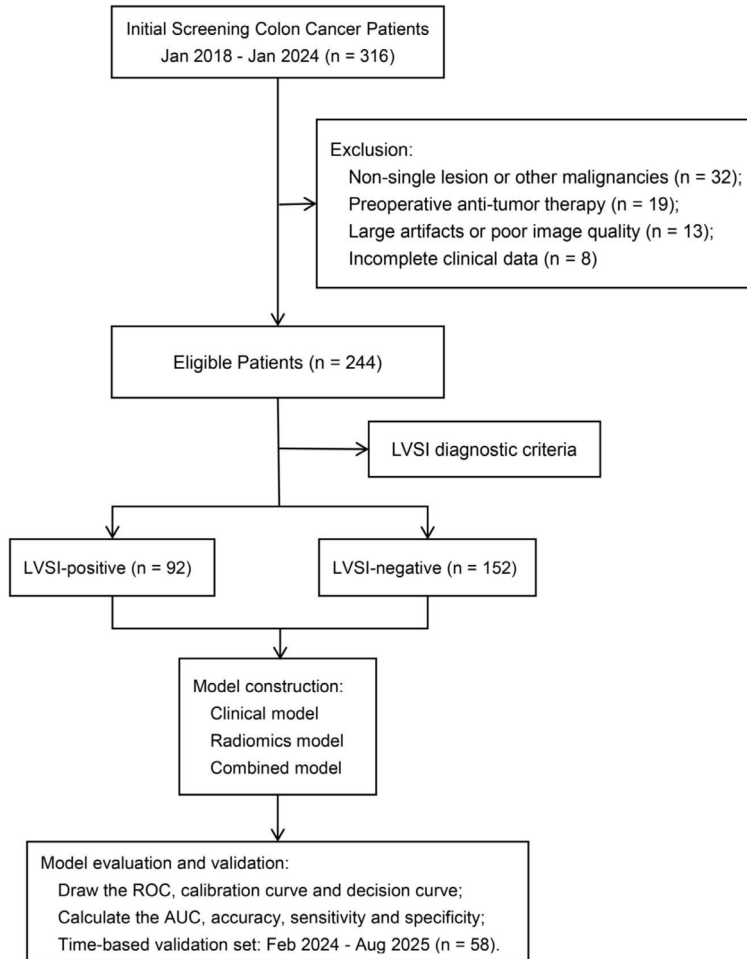 Initial Screening Colon Cancer Patients
Jan 2018 - Jan 2024 (n = 316)
Exclusion:
Non-single lesion or other malignancies (n = 32);
Preoperative anti-tumor therapy (n = 19);
Large artifacts or poor image quality (n = 13);
Incomplete clinical data (n = 8)
Eligible Patients (n = 244)
LVSI diagnostic criteria
LVSI-positive (n = 92)
LVSI-negative (n = 152)
Model construction:
Clinical model
Radiomics model
Combined model
Model evaluation and validation:
Draw the ROC, calibration curve and decision curve;
Calculate the AUC, accuracy, sensitivity and specificity;
Time-based validation set: Feb 2024 - Aug 2025 (n = 58).